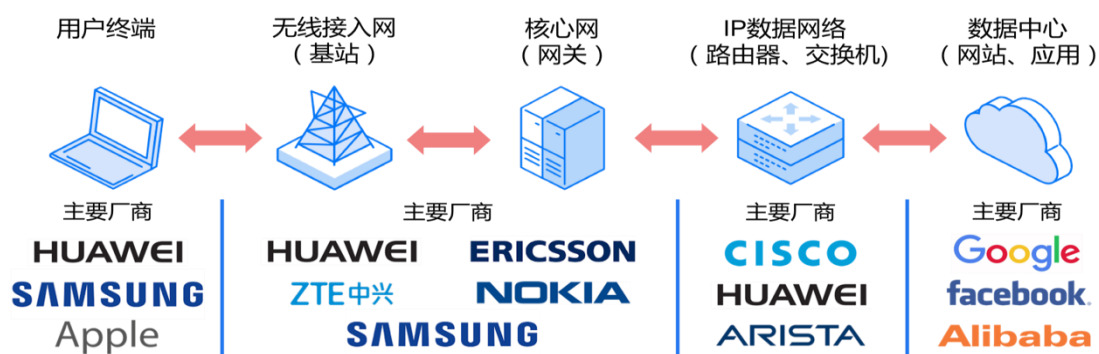 用户终端
无线接入网
（基站）
核心网
（网关）
IP数据网络
（路由器、交换机)
数据中心
（网站、应用）
主要厂商
HUAWEI
SAMSUNG
Apple
主要厂商
HUAWEI
ERICSSON
ZTE中兴
NOKIA
SAMSUNG
主要厂商
CISCO
HUAWEI
ARISTA
主要厂商
Google
facebook.
Alibaba